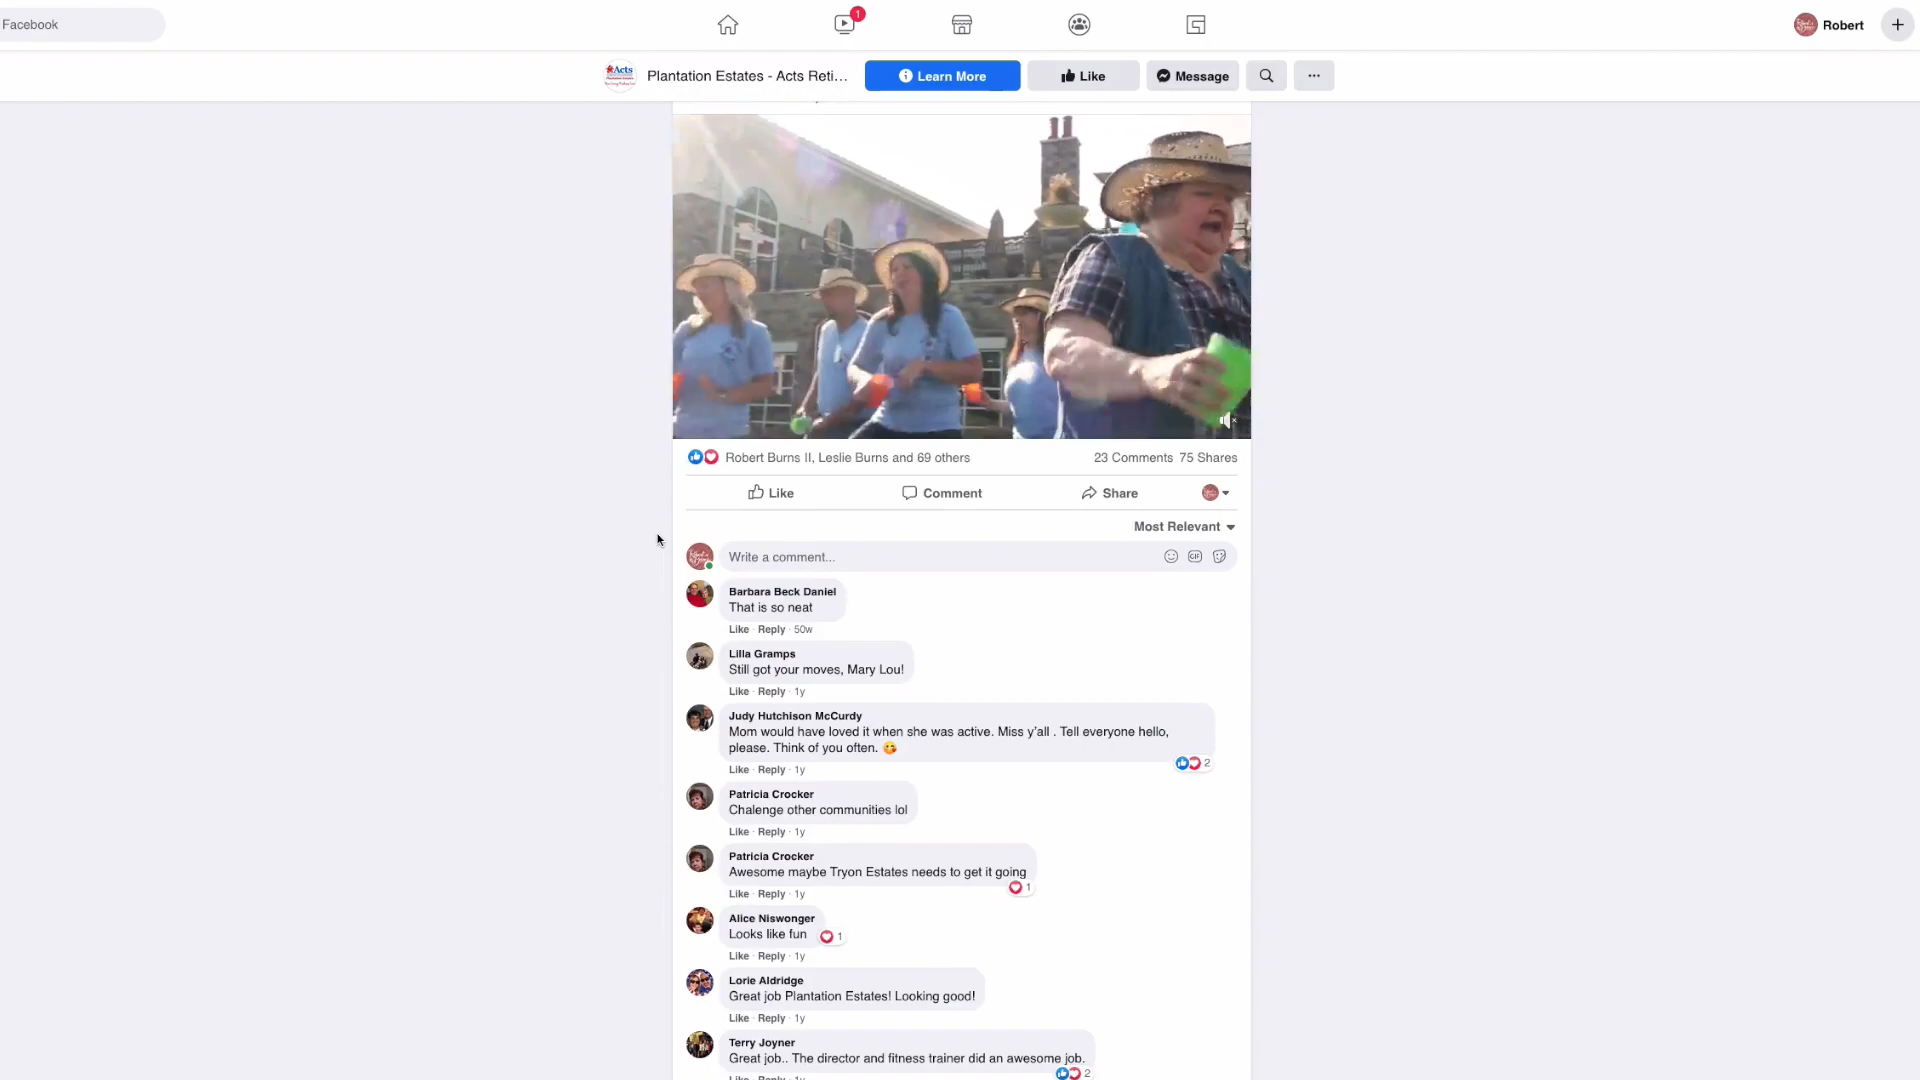 Facebook
1
Robert
Acts
Plantation Estates - Acts Reti...
Learn More
Like
Message
Robert Burns II, Leslie Burns and 69 others
23 Comments 75 Shares
Like
Comment
Share
Most Relevant
Write a comment...
GIF
Barbara Beck Daniel
That is so neat
Like · Reply · 50w
Lilla Gramps
Still got your moves, Mary Lou!
Like · Reply · 1y
Judy Hutchison McCurdy
Mom would have loved it when she was active. Miss y'all . Tell everyone hello,
please. Think of you often. 😋
2
Like · Reply · 1y
Patricia Crocker
Chalenge other communities lol
Like · Reply · 1y
Patricia Crocker
Awesome maybe Tryon Estates needs to get it going
1
Like · Reply · 1y
Alice Niswonger
Looks like fun
1
Like · Reply · 1y
Lorie Aldridge
Great job Plantation Estates! Looking good!
Like · Reply · 1y
Terry Joyner
Great job.. The director and fitness trainer did an awesome job.
2
Like · Reply · 1y